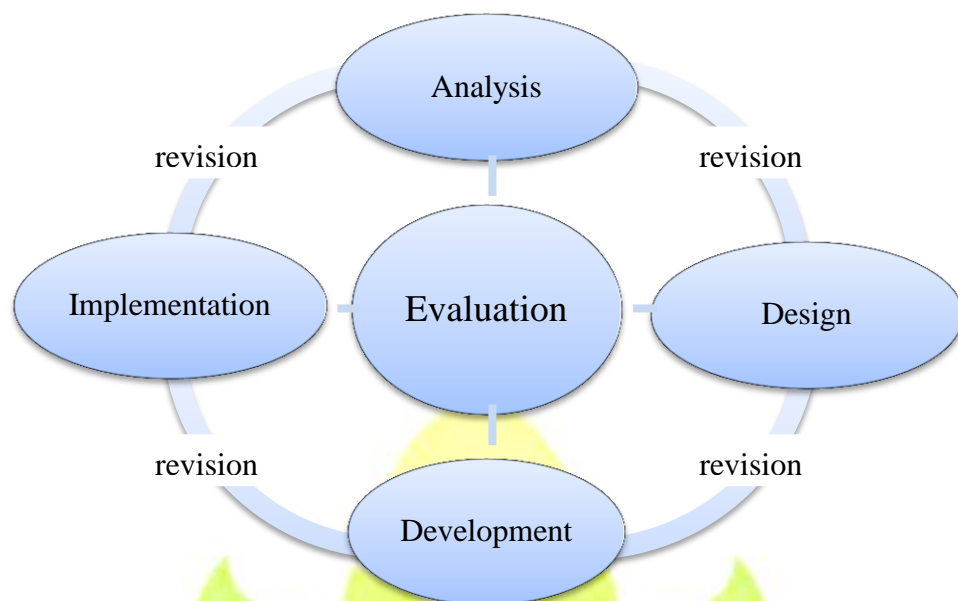 Analysis
revision
revision
Implementation
Evaluation
Design
revision
revision
Development